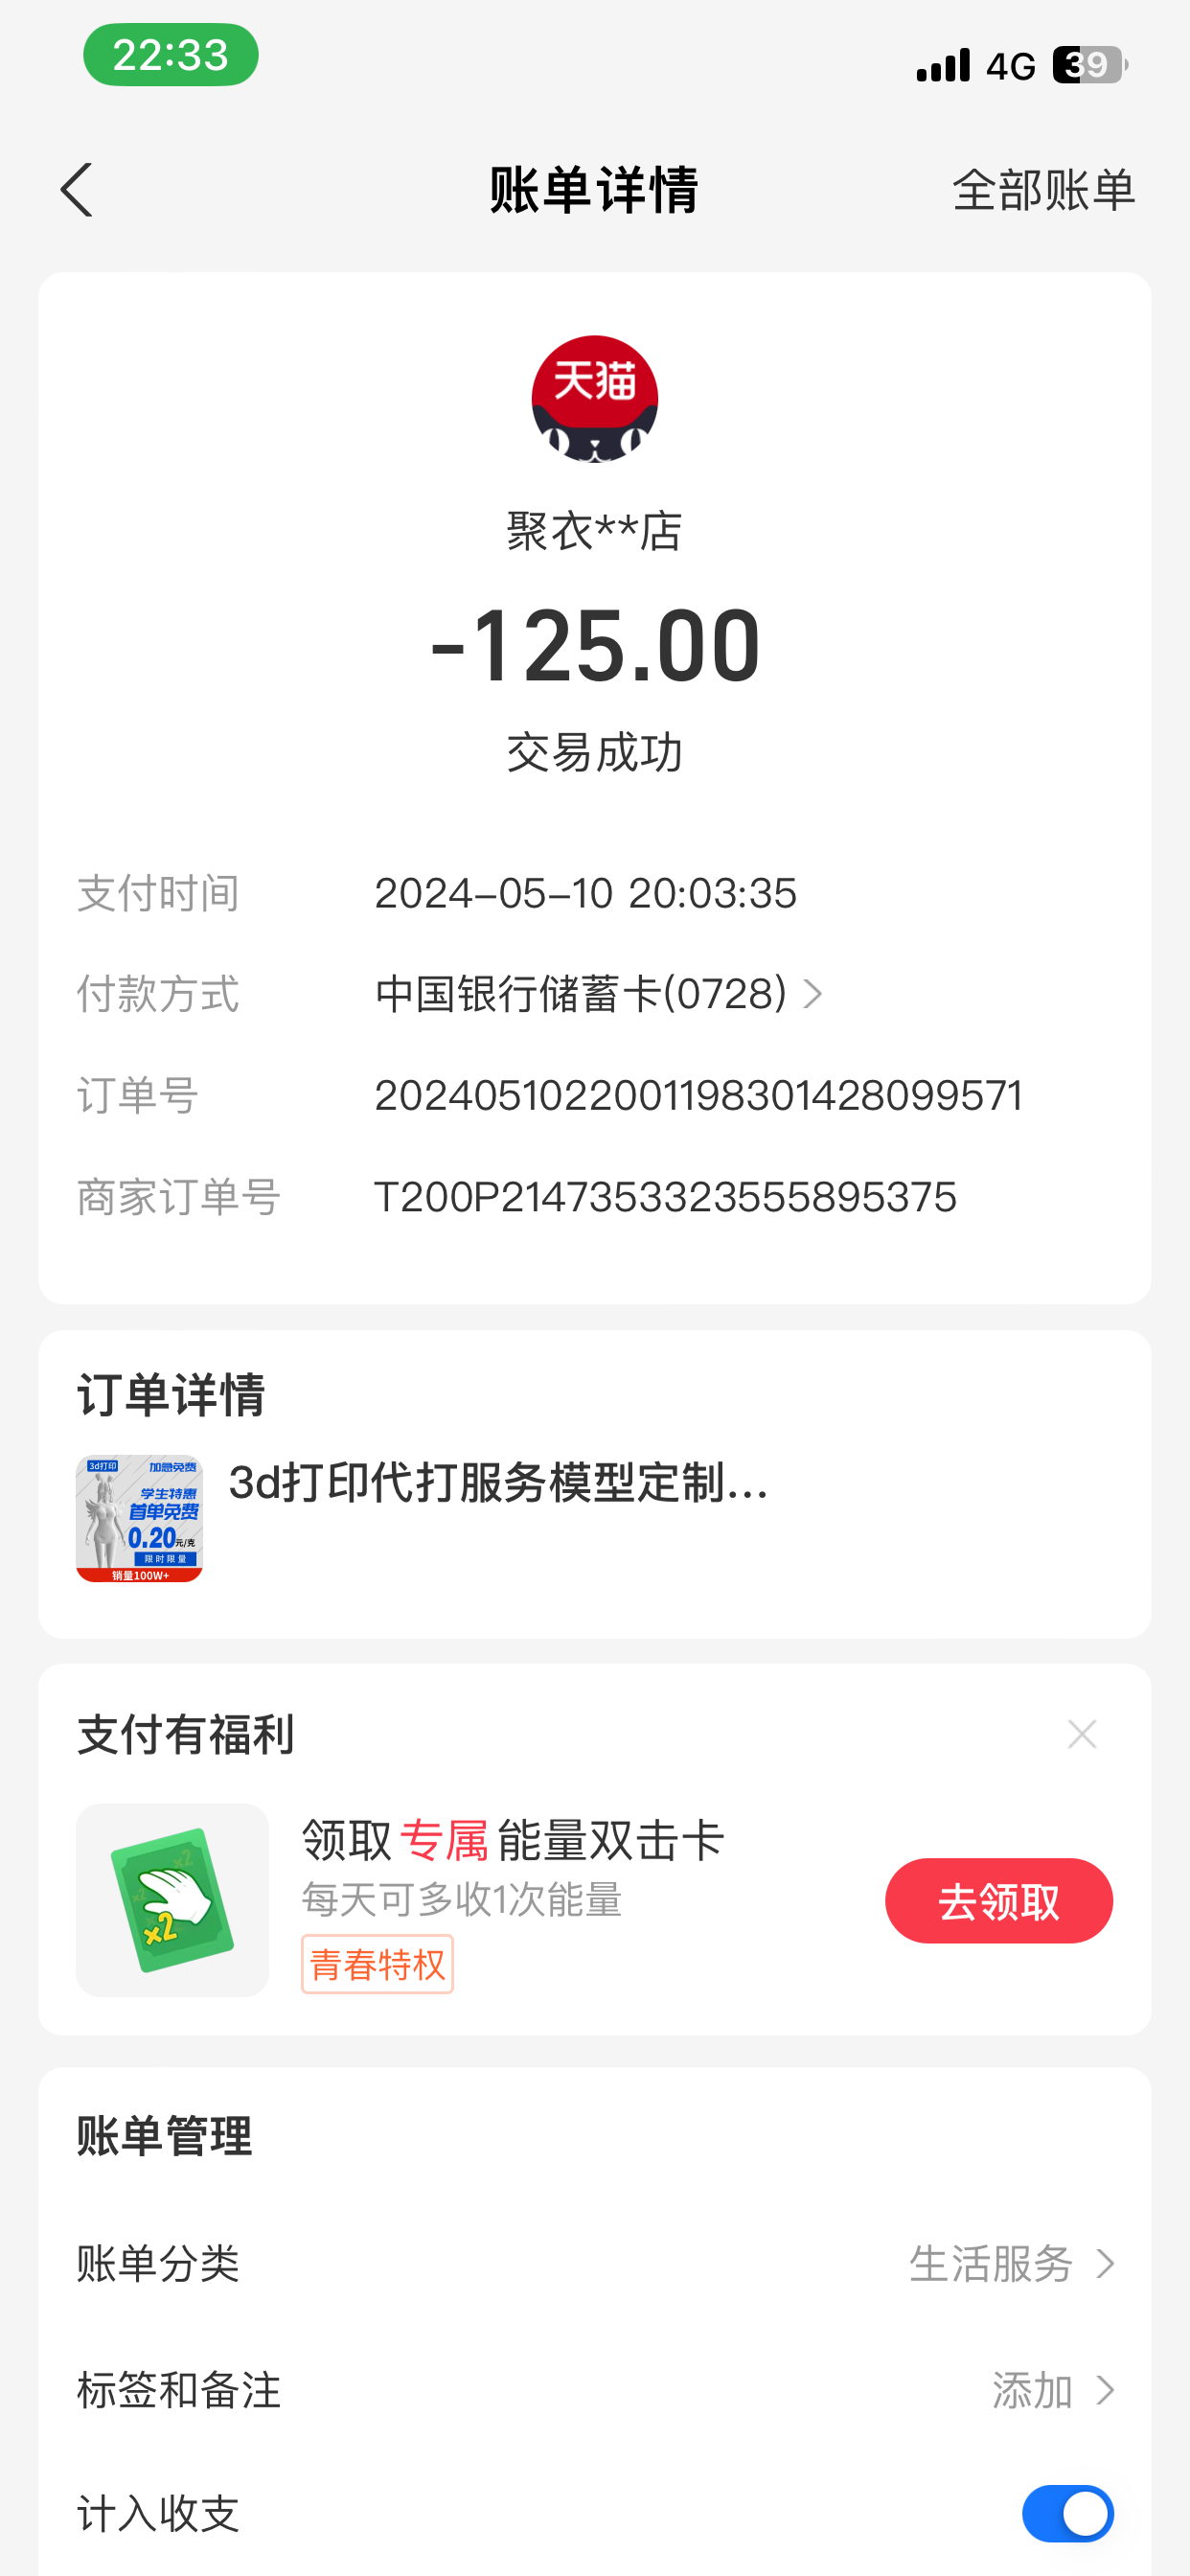 22:33
4G 39
账单详情
全部账单
天猫
聚衣**店
-125.00
交易成功
支付时间 2024-05-10 20:03:35
付款方式 中国银行储蓄卡(0728)
订单号 20240510220011983014280995​71
商家订单号 T200P2147353323555895375
订单详情
3d打印 加急免费
学生特惠
首单免费
0.20元/克
限时限量
销量100W+
3d打印代打服务模型定制...
支付有福利
x2
x2
x2
领取专属能量双击卡
每天可多收1次能量
青春特权
去领取
账单管理
账单分类 生活服务
标签和备注 添加
计入收支